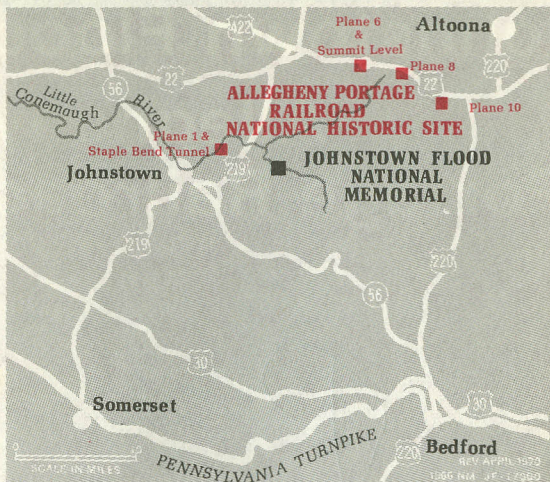 Plane 6
&
Summit Level
Altoona
422
220
Plane 8
22
56
22
Little
Conemough
River
ALLEGHENY PORTAGE
RAILROAD
NATIONAL HISTORIC SITE
Plane 10
Plane 1 &
Staple Bend Tunnel
Johnstown
219
JOHNSTOWN FLOOD
NATIONAL
MEMORIAL
219
220
56
30
Somerset
30
SCALE IN MILES
PENNSYLVANIA TURNPIKE
220
Bedford
REV APRIL 1970